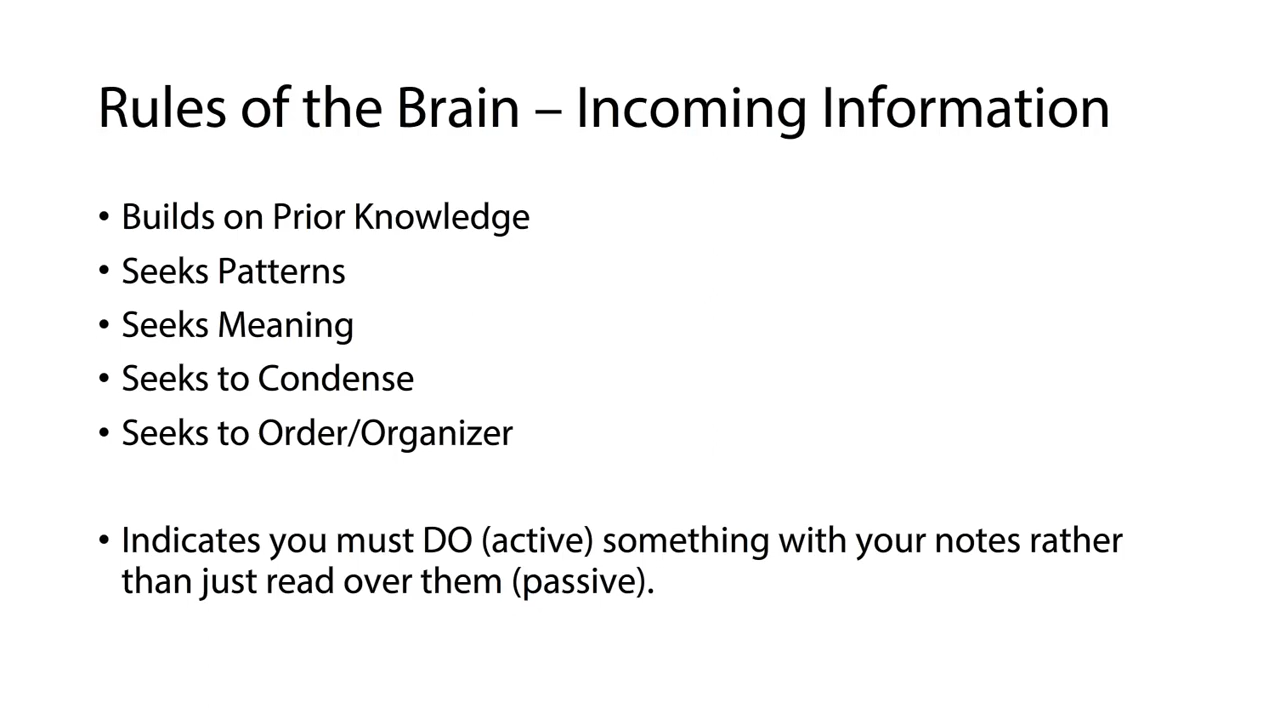 Rules of the Brain – Incoming Information
• Builds on Prior Knowledge
• Seeks Patterns
• Seeks Meaning
• Seeks to Condense
• Seeks to Order/Organizer
• Indicates you must DO (active) something with your notes rather
than just read over them (passive).